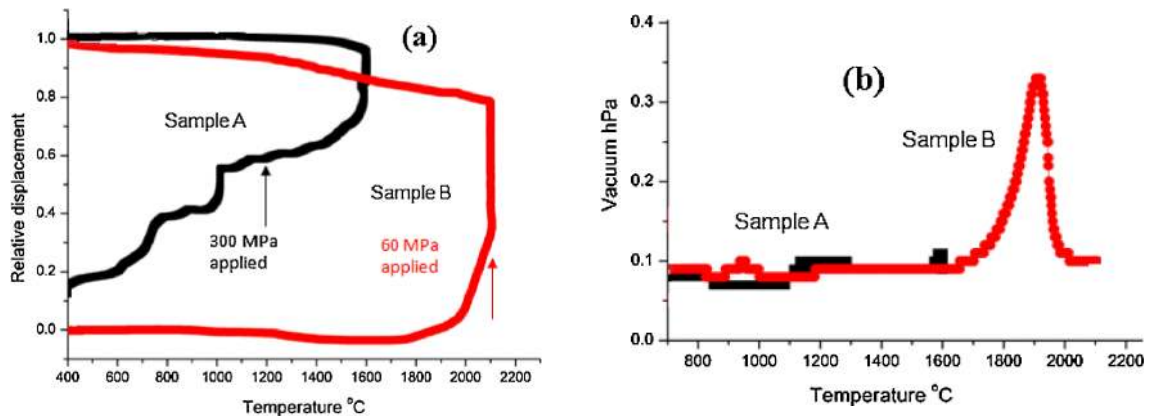 (a)
1.0
0.8
0.6
0.4
0.2
0.0
Relative displacement
Sample A
Sample B
300 MPa
applied
60 MPa
applied
400 600 800 1000 1200 1400 1600 1800 2000 2200
Temperature °C
(b)
0.4
0.3
0.2
0.1
0.0
Vacuum hPa
Sample B
Sample A
800 1000 1200 1400 1600 1800 2000 2200
Temperature °C